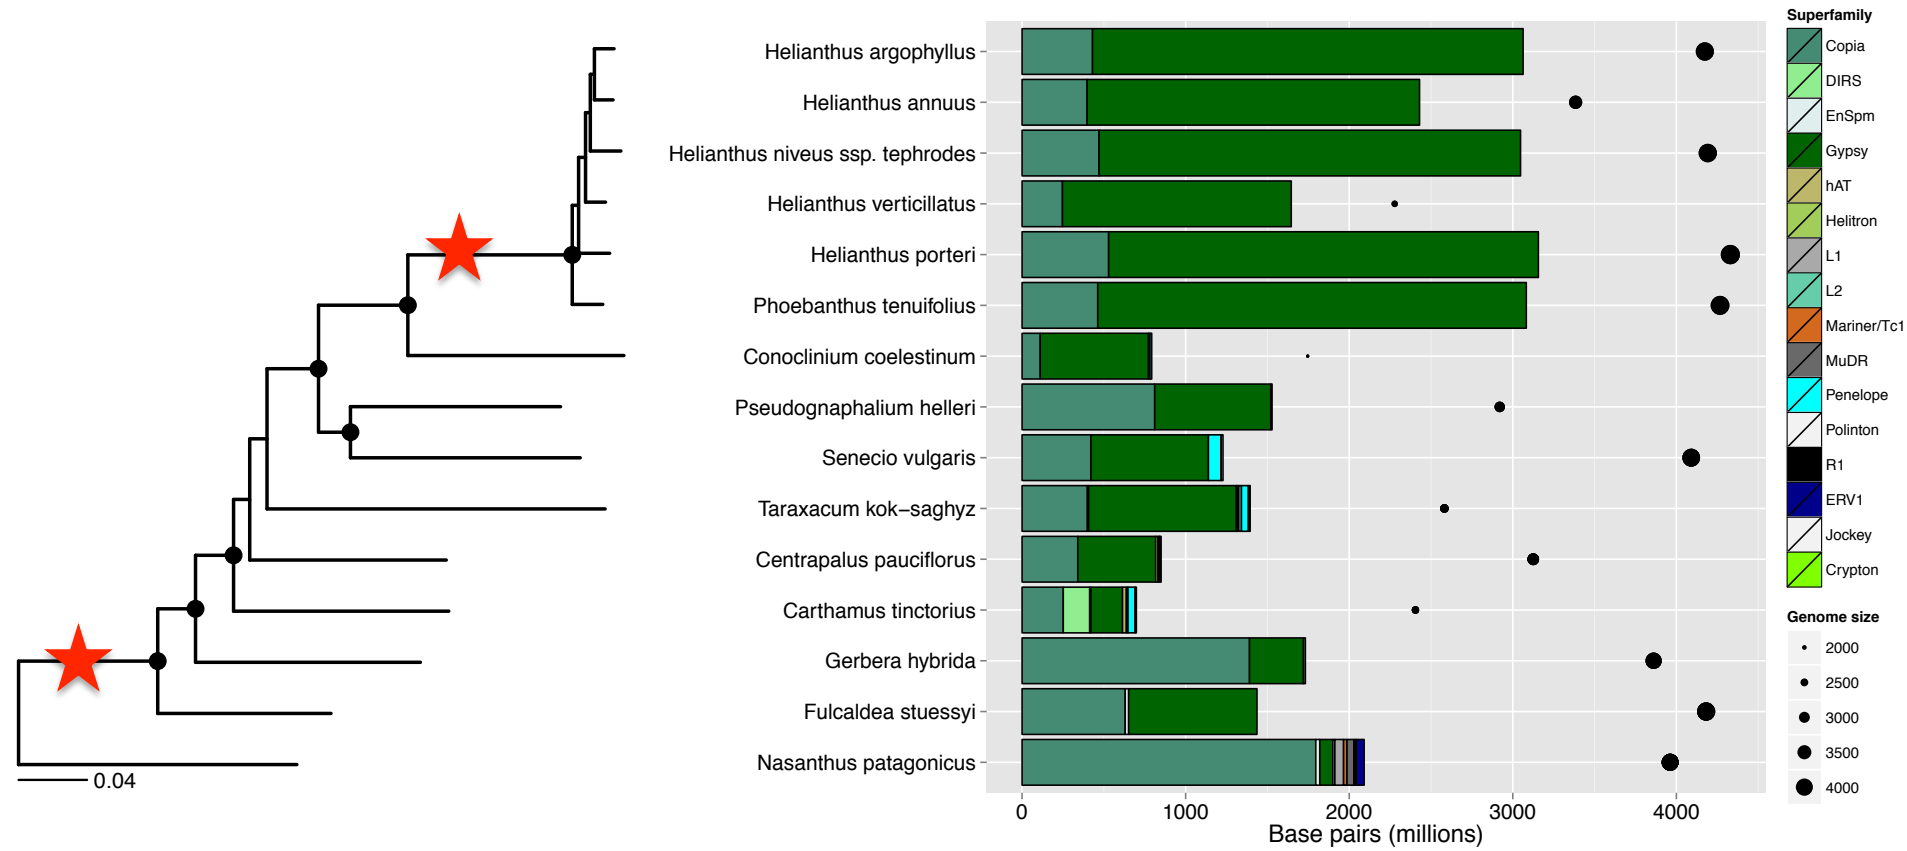 Helianthus argophyllus
Helianthus annuus
Helianthus niveus ssp. tephrodes
Helianthus verticillatus
Helianthus porteri
Phoebanthus tenuifolius
Conoclinium coelestinum
Pseudognaphalium helleri
Senecio vulgaris
Taraxacum kok−saghyz
Centrapalus pauciflorus
Carthamus tinctorius
Gerbera hybrida
Fulcaldea stuessyi
Nasanthus patagonicus
0.04
0 1000 2000 3000 4000
Base pairs (millions)
Superfamily
Copia
DIRS
EnSpm
Gypsy
hAT
Helitron
L1
L2
Mariner/Tc1
MuDR
Penelope
Polinton
R1
ERV1
Jockey
Crypton
Genome size
2000
2500
3000
3500
4000